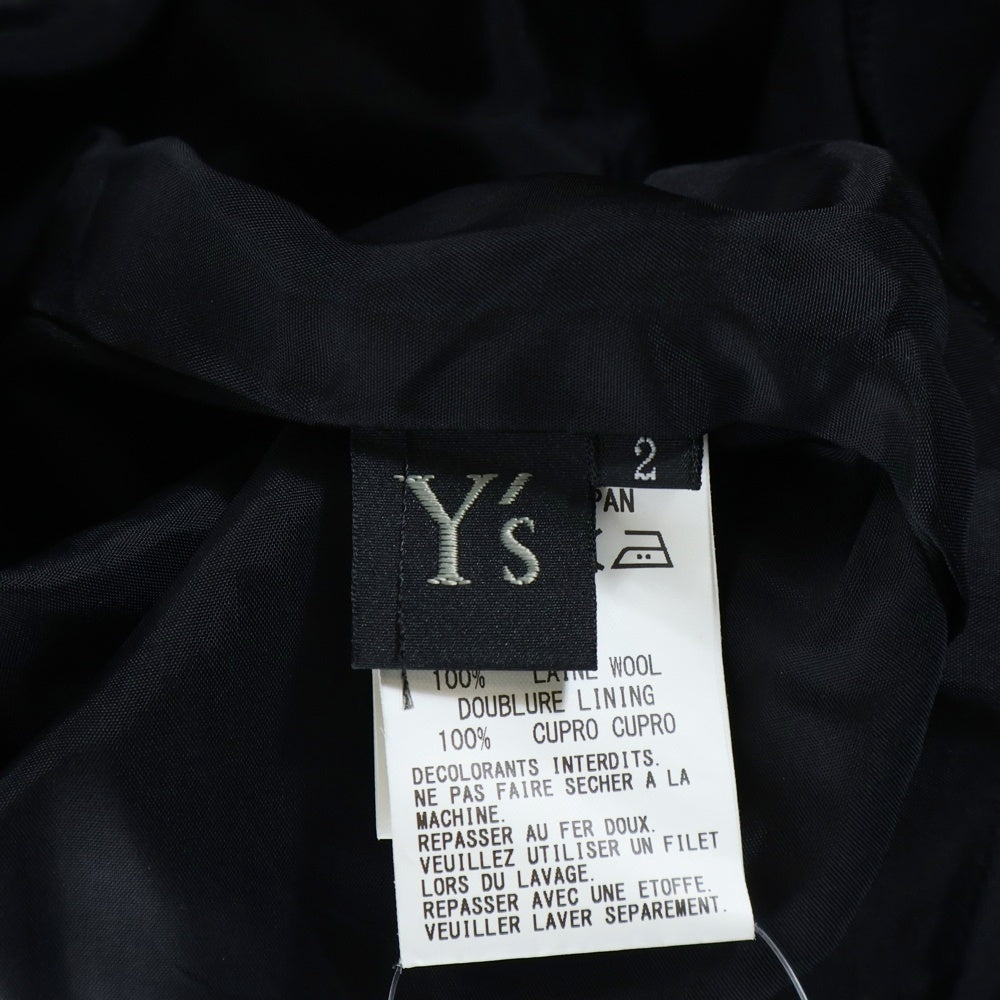 2
Y's
PAN
100% LAINE WOOL
DOUBLURE LINING
100% CUPRO CUPRO
DECOLORANTS INTERDITS.
NE PAS FAIRE SECHER A LA
MACHINE.
REPASSER AU FER DOUX.
VEUILLEZ UTILISER UN FILET
LORS DU LAVAGE.
REPASSER AVEC UNE ETOFFE.
VEUILLER LAVER SEPAREMENT.